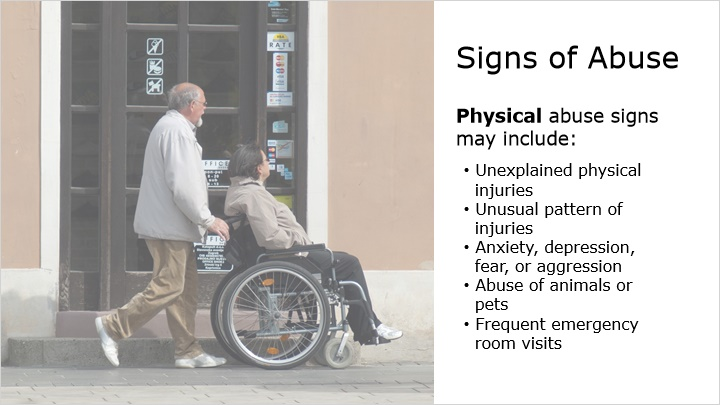 Signs of Abuse
Physical abuse signs
may include:
• Unexplained physical
injuries
• Unusual pattern of
injuries
• Anxiety, depression,
fear, or aggression
• Abuse of animals or
pets
• Frequent emergency
room visits
RATE